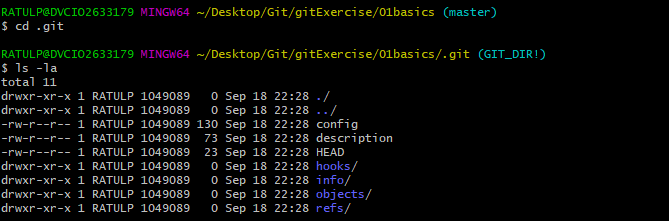 RATULP@DVCIO2633179 MINGW64 ~/Desktop/Git/gitExercise/01basics (master)
$ cd .git
RATULP@DVCIO2633179 MINGW64 ~/Desktop/Git/gitExercise/01basics/.git (GIT_DIR!)
$ ls -la
total 11
drwxr-xr-x 1 RATULP 1049089   0 Sep 18 22:28 ./
drwxr-xr-x 1 RATULP 1049089   0 Sep 18 22:28 ../
-rw-r--r-- 1 RATULP 1049089 130 Sep 18 22:28 config
-rw-r--r-- 1 RATULP 1049089  73 Sep 18 22:28 description
-rw-r--r-- 1 RATULP 1049089  23 Sep 18 22:28 HEAD
drwxr-xr-x 1 RATULP 1049089   0 Sep 18 22:28 hooks/
drwxr-xr-x 1 RATULP 1049089   0 Sep 18 22:28 info/
drwxr-xr-x 1 RATULP 1049089   0 Sep 18 22:28 objects/
drwxr-xr-x 1 RATULP 1049089   0 Sep 18 22:28 refs/